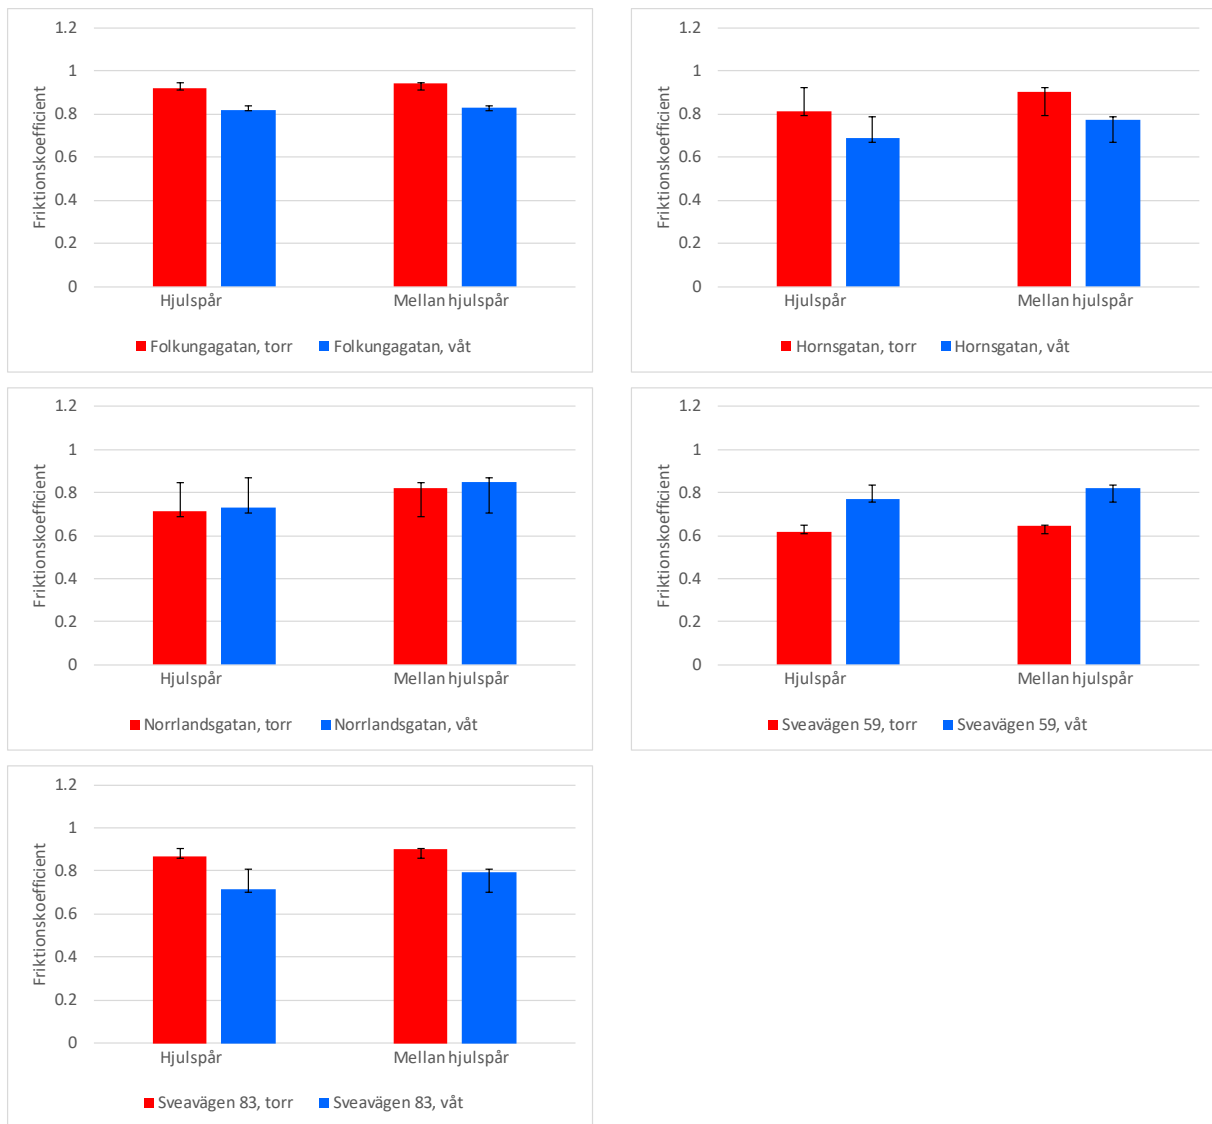 Friktionskoefficient
1.2
1
0.8
0.6
0.4
0.2
0
Hjulspår Mellan hjulspår
Folkungagatan, torr Folkungagatan, våt
Friktionskoefficient
1.2
1
0.8
0.6
0.4
0.2
0
Hjulspår Mellan hjulspår
Hornsgatan, torr Hornsgatan, våt
Friktionskoefficient
1.2
1
0.8
0.6
0.4
0.2
0
Hjulspår Mellan hjulspår
Norrlandsgatan, torr Norrlandsgatan, våt
Friktionskoefficient
1.2
1
0.8
0.6
0.4
0.2
0
Hjulspår Mellan hjulspår
Sveavägen 59, torr Sveavägen 59, våt
Friktionskoefficient
1.2
1
0.8
0.6
0.4
0.2
0
Hjulspår Mellan hjulspår
Sveavägen 83, torr Sveavägen 83, våt